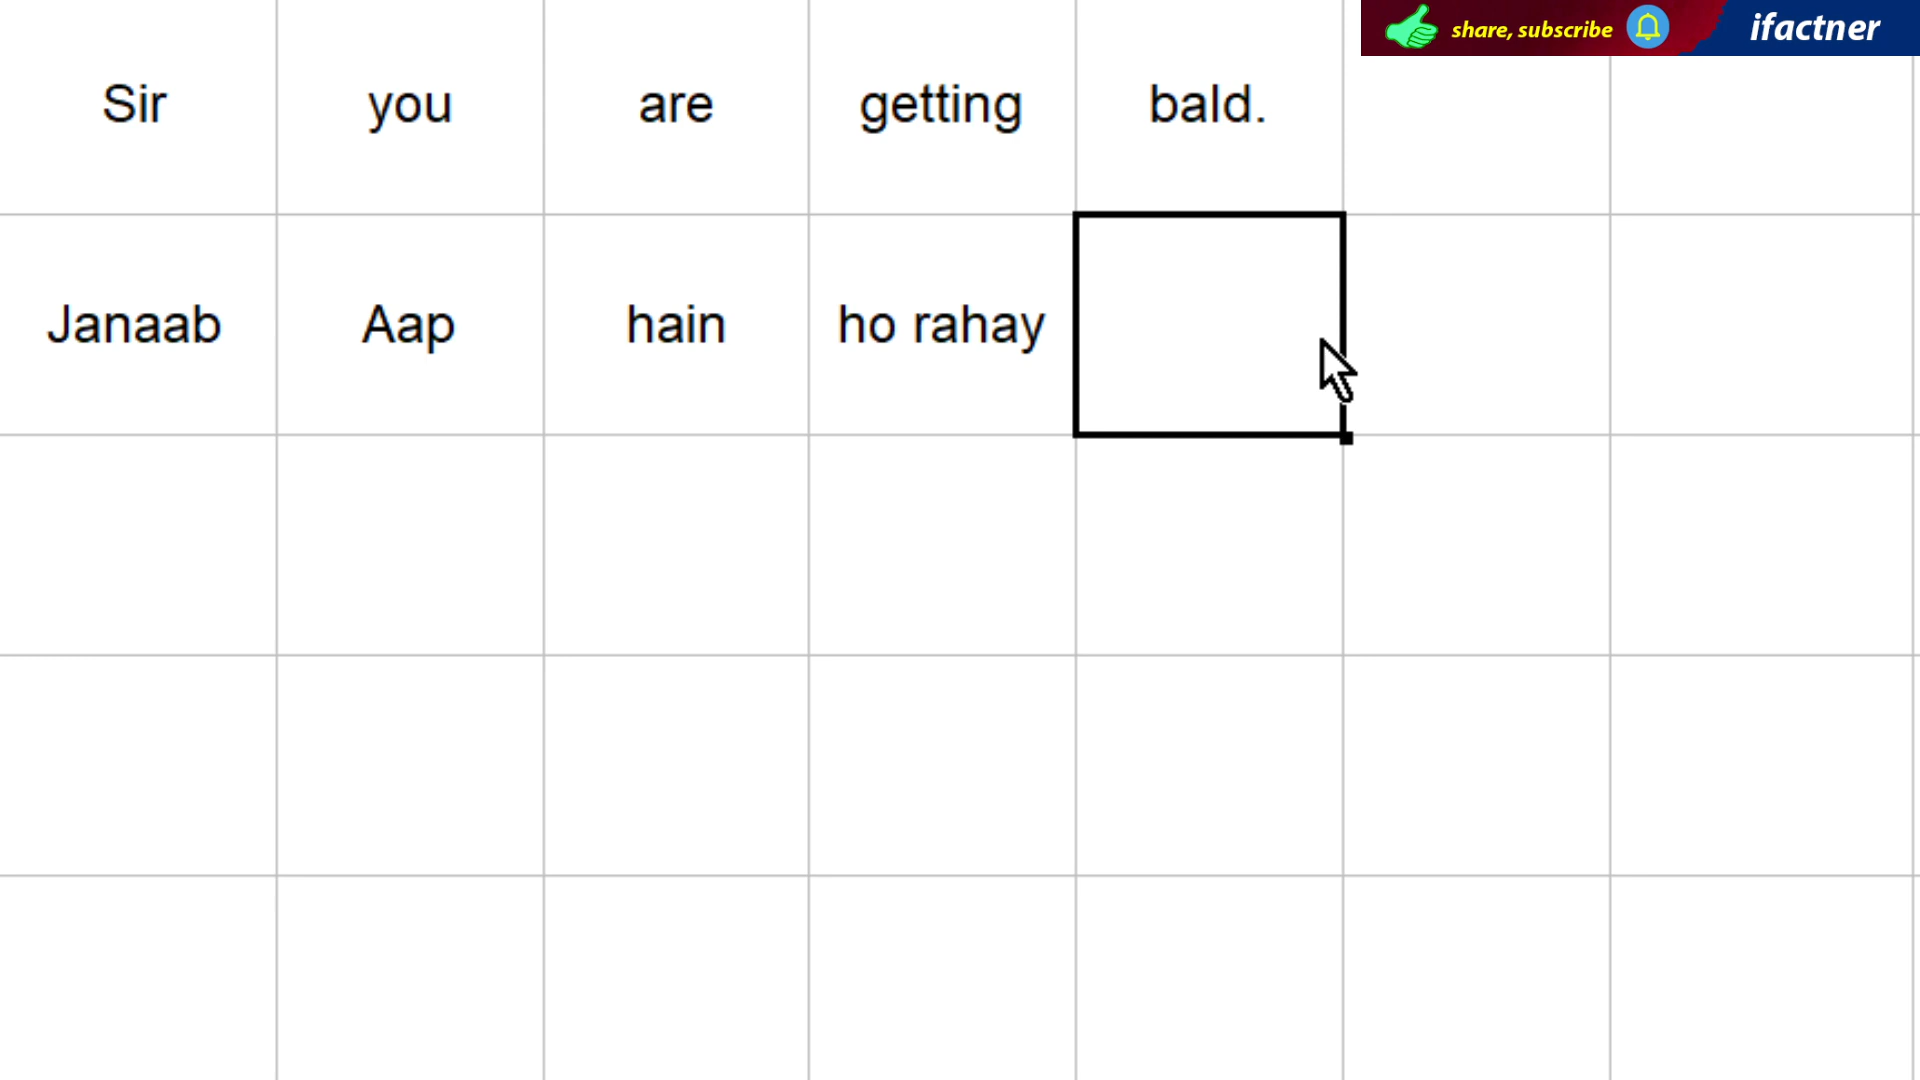 share, subscribe ifactner
Sir you are getting bald.
Janaab Aap hain ho rahay